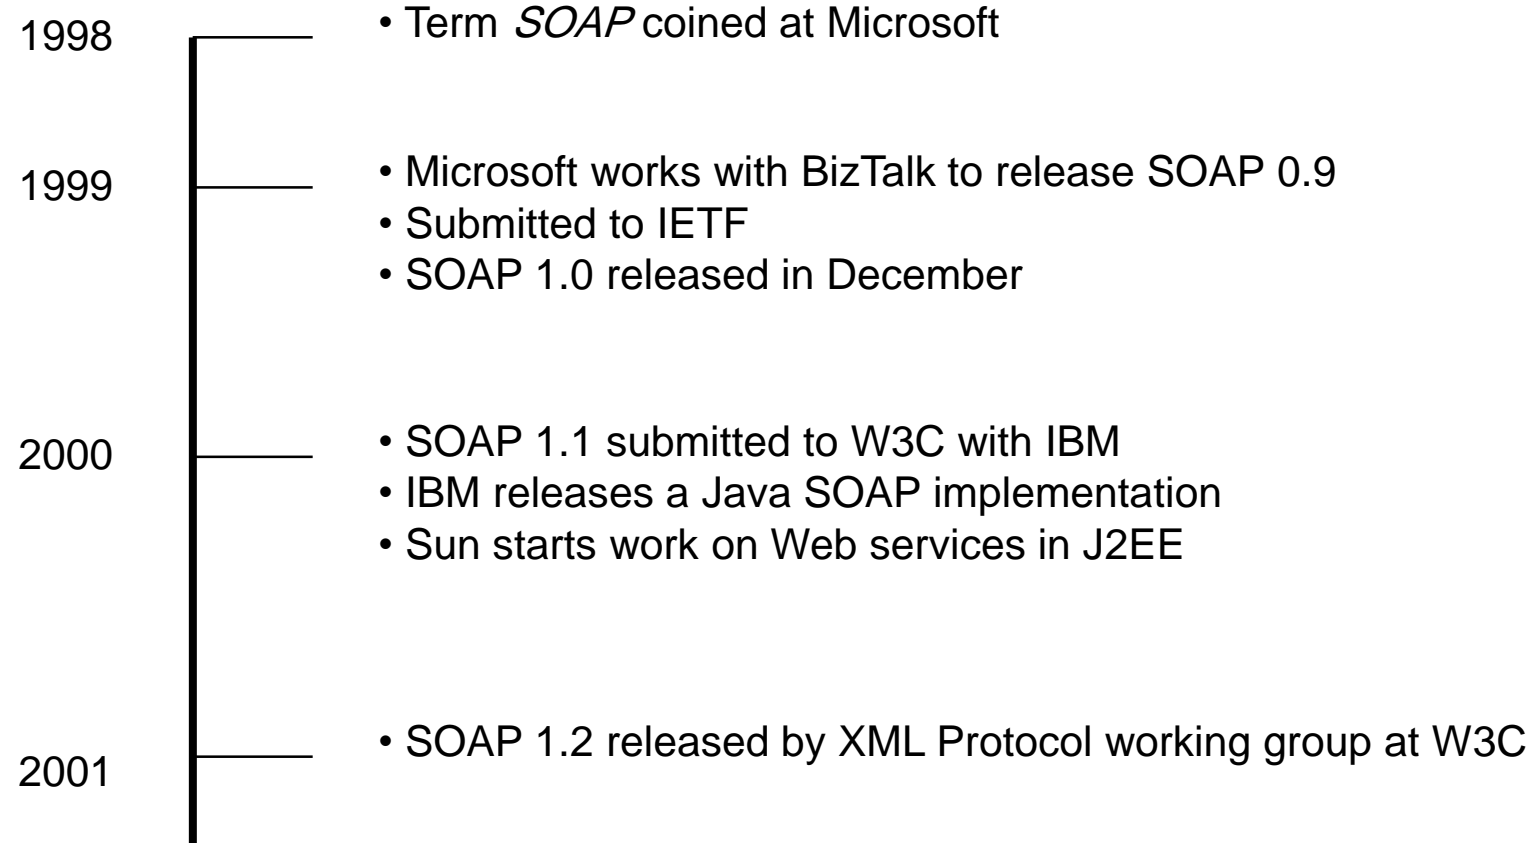 1998
• Term SOAP coined at Microsoft
1999
• Microsoft works with BizTalk to release SOAP 0.9
• Submitted to IETF
• SOAP 1.0 released in December
2000
• SOAP 1.1 submitted to W3C with IBM
• IBM releases a Java SOAP implementation
• Sun starts work on Web services in J2EE
2001
• SOAP 1.2 released by XML Protocol working group at W3C